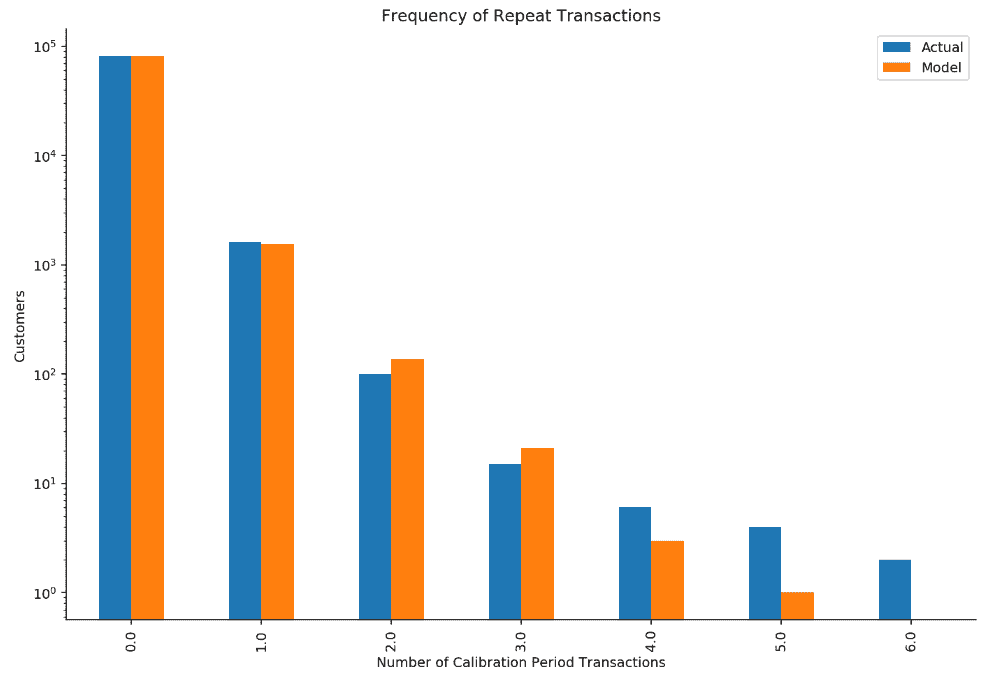 Frequency of Repeat Transactions
Actual
Model
Customers
10⁵
10⁴
10³
10²
10¹
10⁰
0.0
1.0
2.0
3.0
4.0
5.0
6.0
Number of Calibration Period Transactions